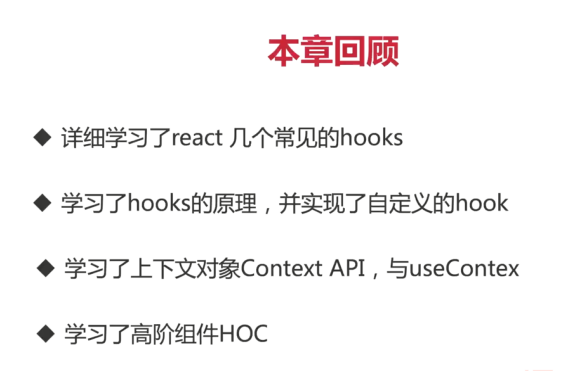 本章回顾
◆ 详细学习了react 几个常见的hooks
◆ 学习了hooks的原理，并实现了自定义的hook
◆ 学习了上下文对象Context API，与useContex
◆ 学习了高阶组件HOC